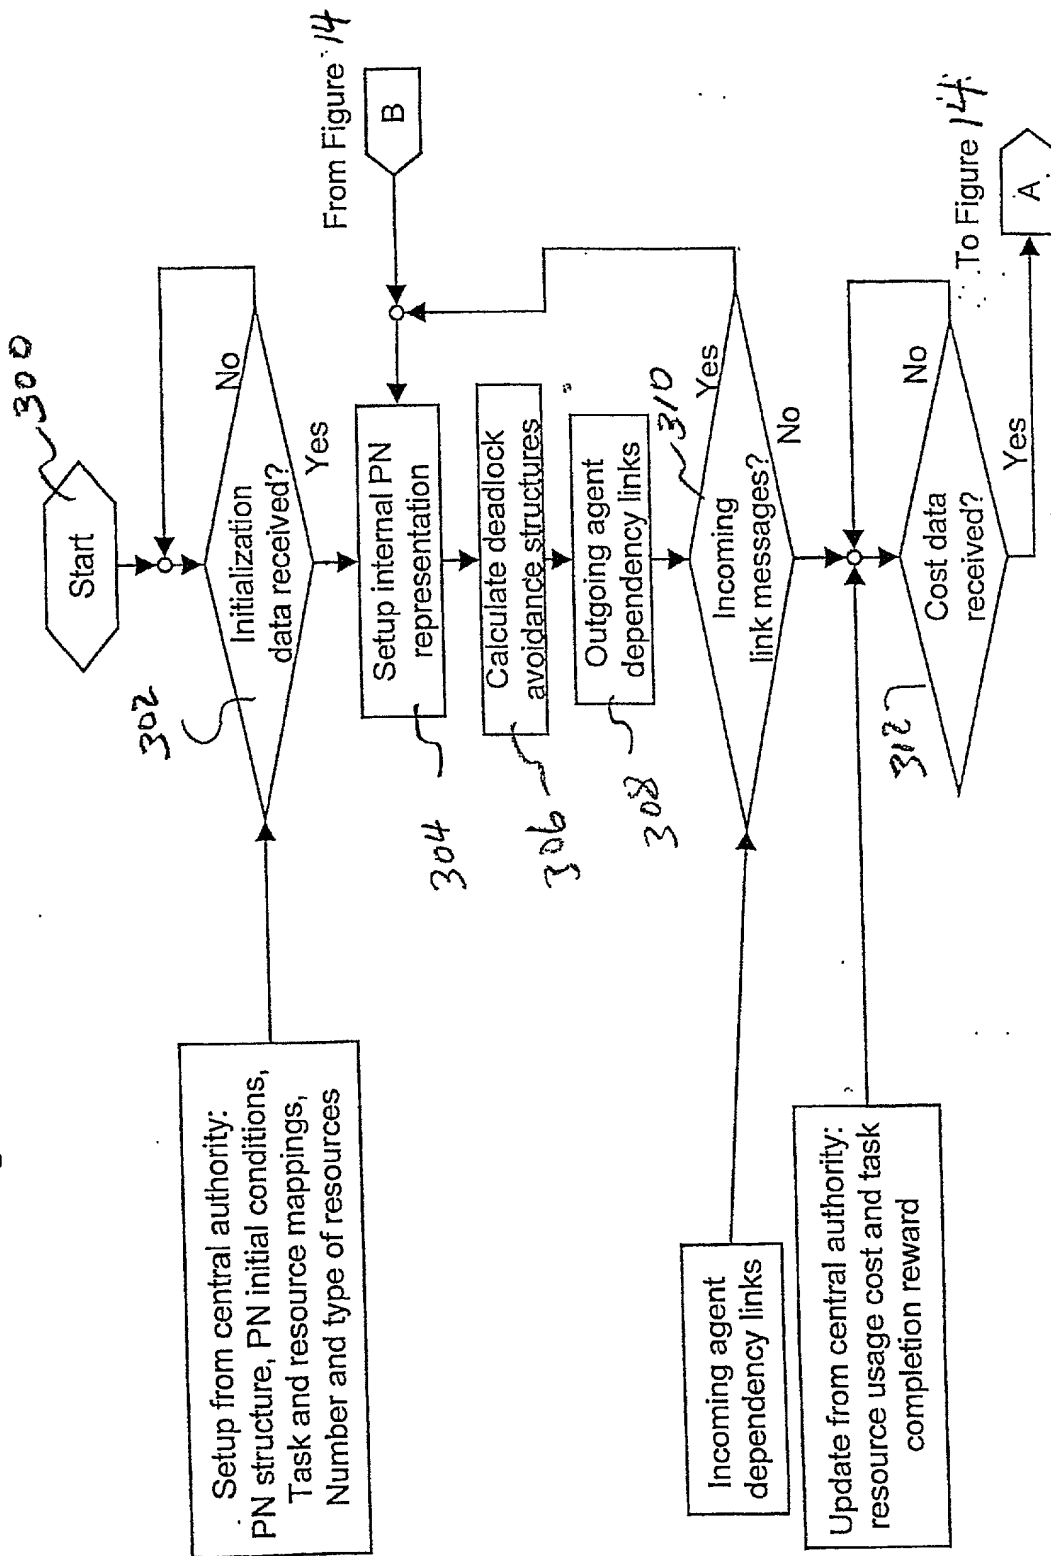 300
Start
302
Initialization
data received?
No
Yes
Setup from central authority:
PN structure, PN initial conditions,
Task and resource mappings,
Number and type of resources
From Figure 14
B
Setup internal PN
representation
304
Calculate deadlock
avoidance structures
306
Outgoing agent
dependency links
308
310
Incoming
link messages?
Yes
No
Incoming agent
dependency links
Update from central authority:
resource usage cost and task
completion reward
312
Cost data
received?
No
Yes
To Figure 14
A